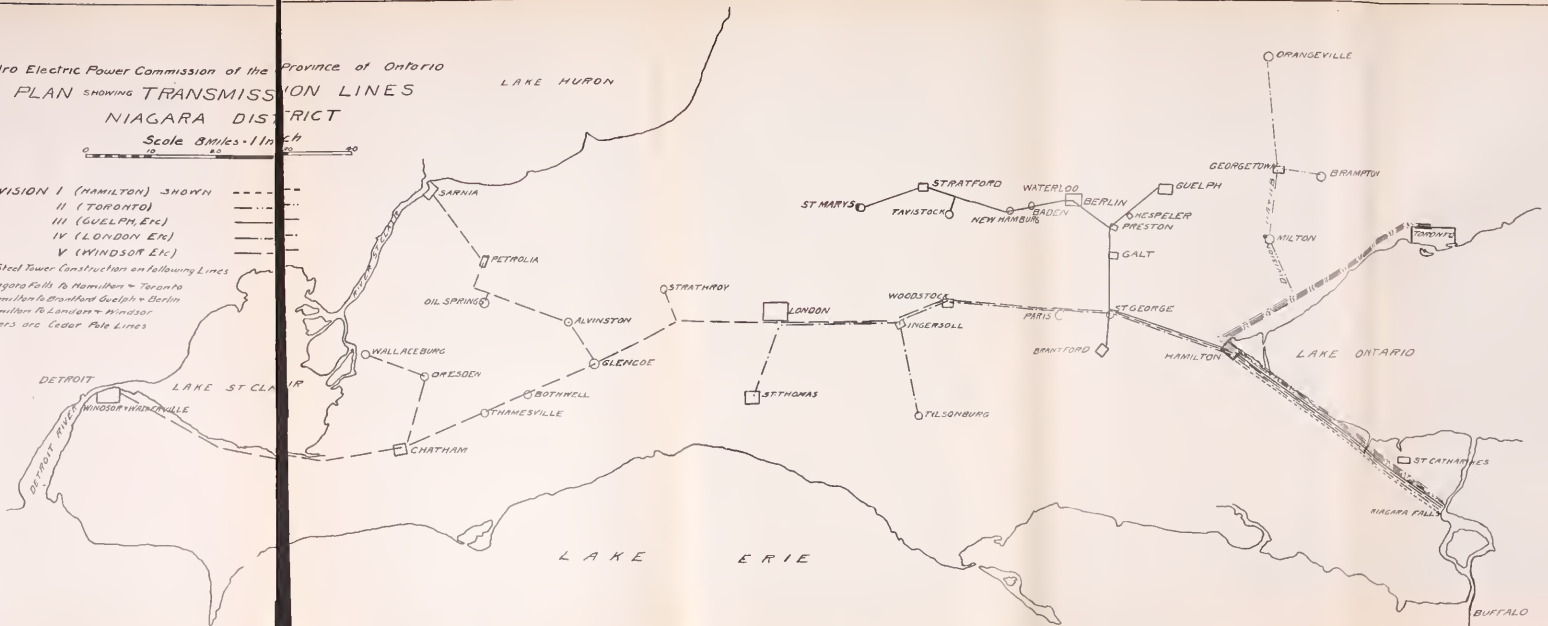 dro Electric Power Commission of the Province of Ontario
PLAN SHOWING TRANSMISSION LINES
NIAGARA DISTRICT
Scale 8 Miles = 1 Inch
0 10 20 30 40
VISION I (HAMILTON) SHOWN
II (TORONTO)
III (GUELPH, Etc)
IV (LONDON Etc)
V (WINDSOR Etc)
Steel Tower Construction on following Lines
agara Falls to Hamilton & Toronto
milton to Brantford Guelph & Berlin
milton to London & Windsor
ers are Cedar Pole Lines
LAKE HURON
ORANGEVILLE
GEORGETOWN
BRAMPTON
SARNIA
STRATFORD
WATERLOO
GUELPH
BERLIN
ST MARYS
TAVISTOCK
BADEN
NEW HAMBURG
HESPELER
PRESTON
RIVER ST CLAIR
DIVISION
MILTON
TORONTO
GALT
PETROLIA
OIL SPRINGS
STRATHROY
WOODSTOCK
LONDON
ST GEORGE
PARIS
ALVINSTON
INGERSOLL
WALLACEBURG
BRANTFORD
HAMILTON
LAKE ONTARIO
GLENCOE
DETROIT
LAKE ST CLAIR
DRESDEN
BOTHWELL
ST THOMAS
WINDSOR & WALKERVILLE
THAMESVILLE
TILSONBURG
DETROIT RIVER
CHATHAM
ST CATHARINES
NIAGARA FALLS
LAKE ERIE
BUFFALO